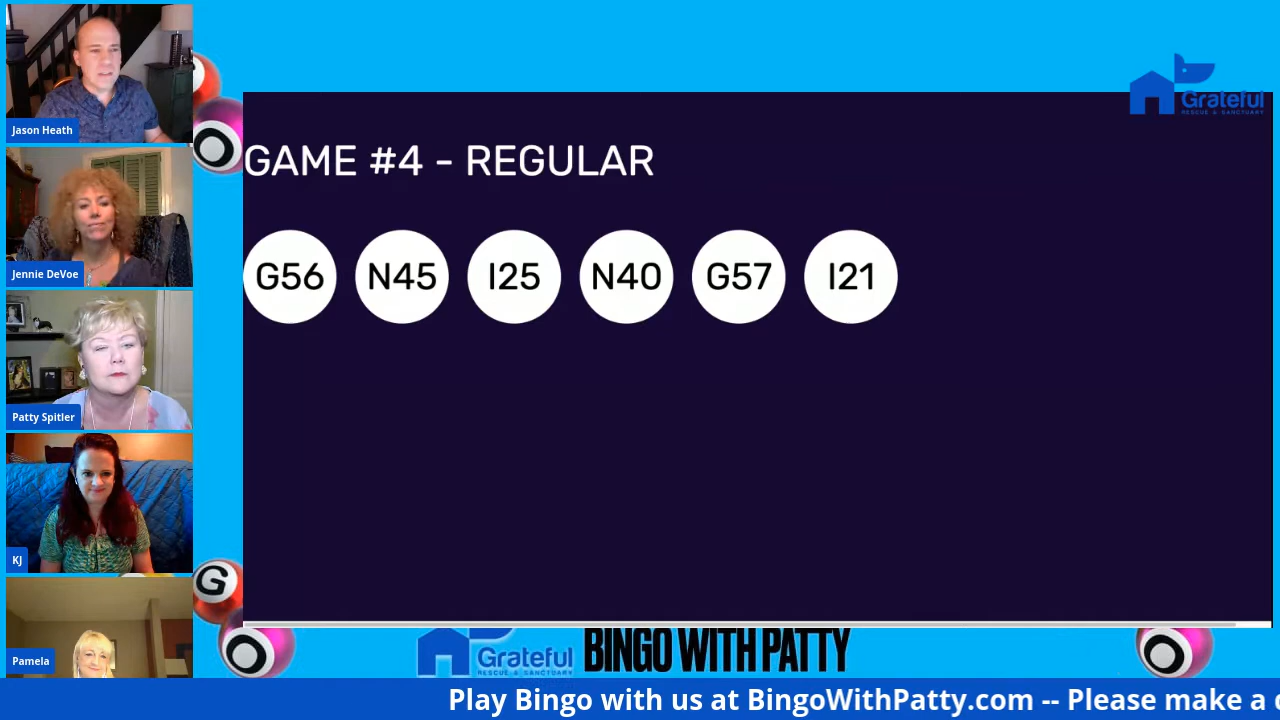 Jason Heath
Jennie DeVoe
Patty Spitler
KJ
Pamela
Grateful
RESCUE & SANCTUARY
GAME #4 - REGULAR
G56 N45 I25 N40 G57 I21
O
G
O
O
Grateful
RESCUE & SANCTUARY
BINGO WITH PATTY
Play Bingo with us at BingoWithPatty.com -- Please make a